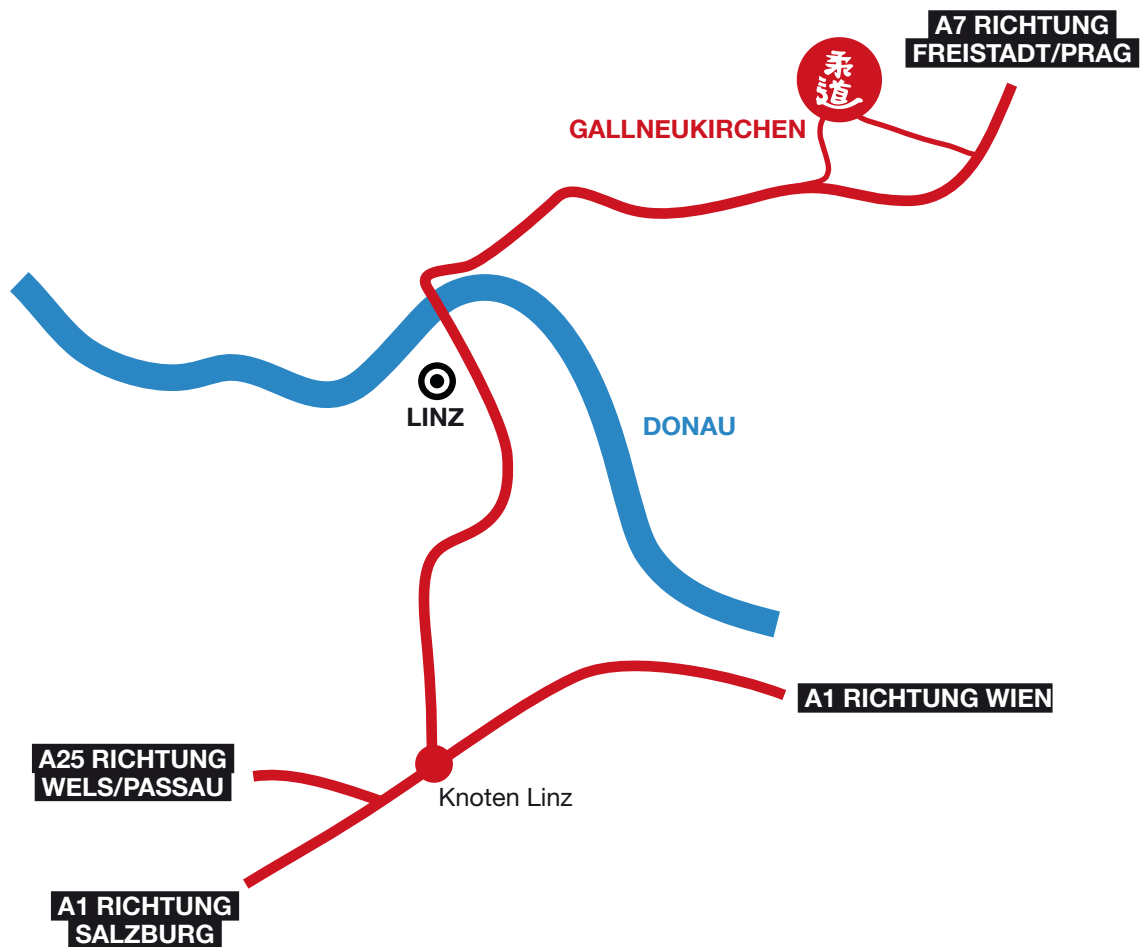 A7 RICHTUNG
FREISTADT/PRAG
柔
道
GALLNEUKIRCHEN
LINZ
DONAU
A1 RICHTUNG WIEN
A25 RICHTUNG
WELS/PASSAU
Knoten Linz
A1 RICHTUNG
SALZBURG